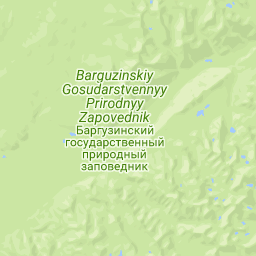 Barguzinskiy
Gosudarstvennyy
Prirodnyy
Zapovednik
Баргузинский
государственный
природный
заповедник